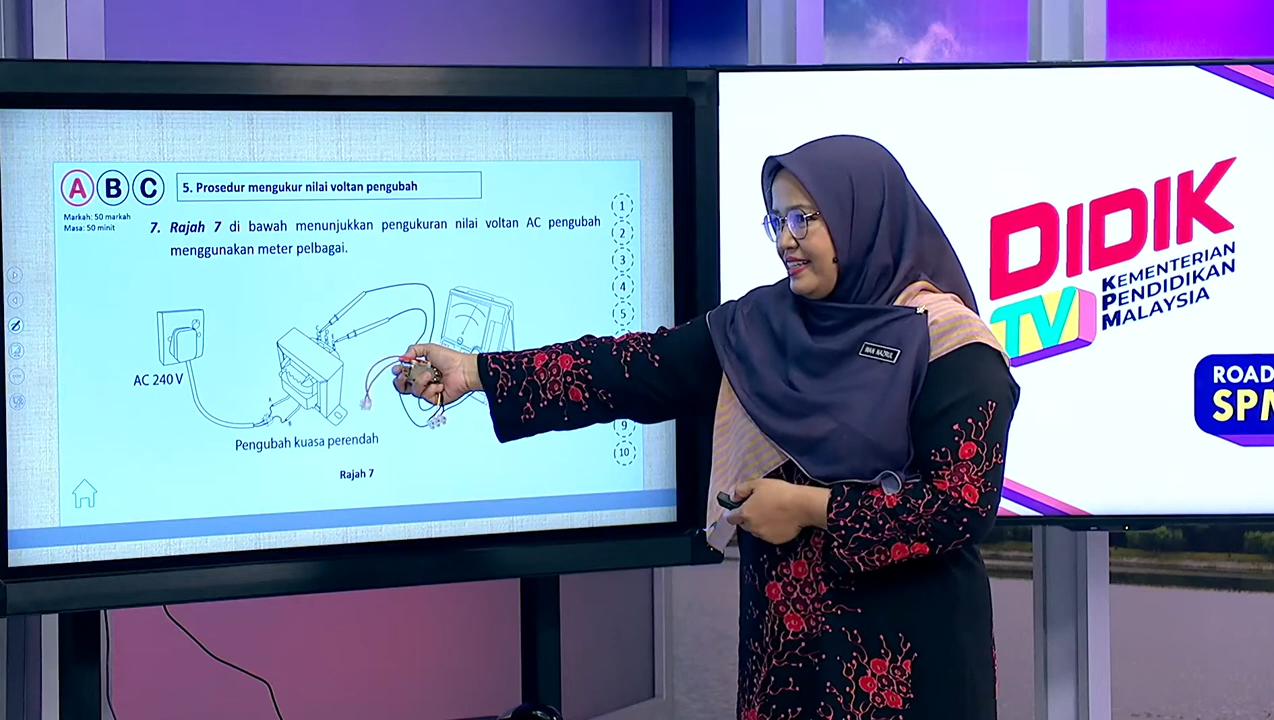 A B C
5. Prosedur mengukur nilai voltan pengubah
Markah: 50 markah
Masa: 50 minit
7. Rajah 7 di bawah menunjukkan pengukuran nilai voltan AC pengubah
menggunakan meter pelbagai.
1
2
3
4
5
9
10
AC 240 V
A
B
Pengubah kuasa perendah
Rajah 7
WAN NAZRUL
DIDIK
TV
KEMENTERIAN
PENDIDIKAN
MALAYSIA
ROAD
SPM